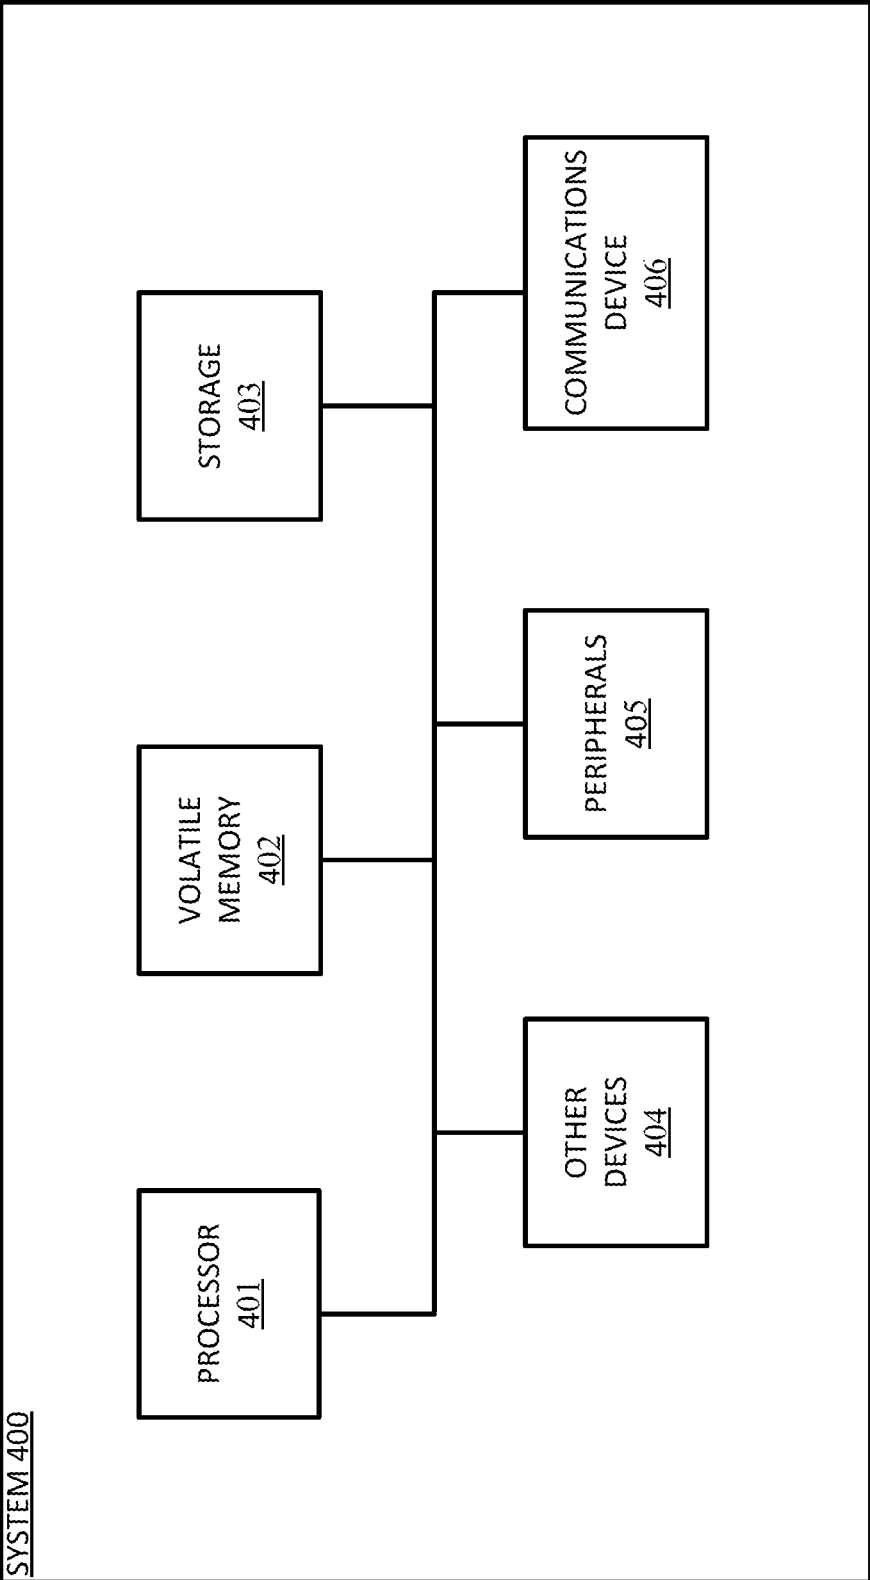 SYSTEM 400
PROCESSOR
401
VOLATILE
MEMORY
402
STORAGE
403
OTHER
DEVICES
404
PERIPHERALS
405
COMMUNICATIONS
DEVICE
406